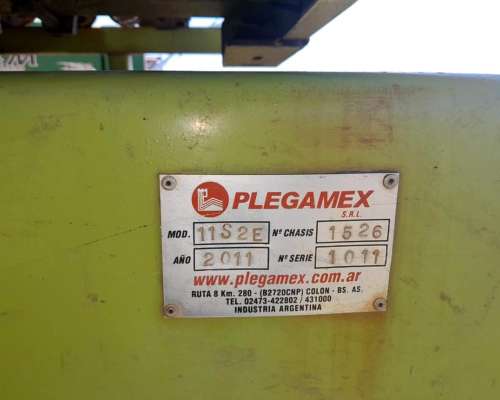 PLEGAMEX
S.R.L.
MOD. 11S2E Nº CHASIS 1526
AÑO 2011 Nº SERIE 1011
www.plegamex.com.ar
RUTA 8 Km. 280 - (B2720CNP) COLON - BS. AS.
TEL. 02473-422802 / 431000
INDUSTRIA ARGENTINA